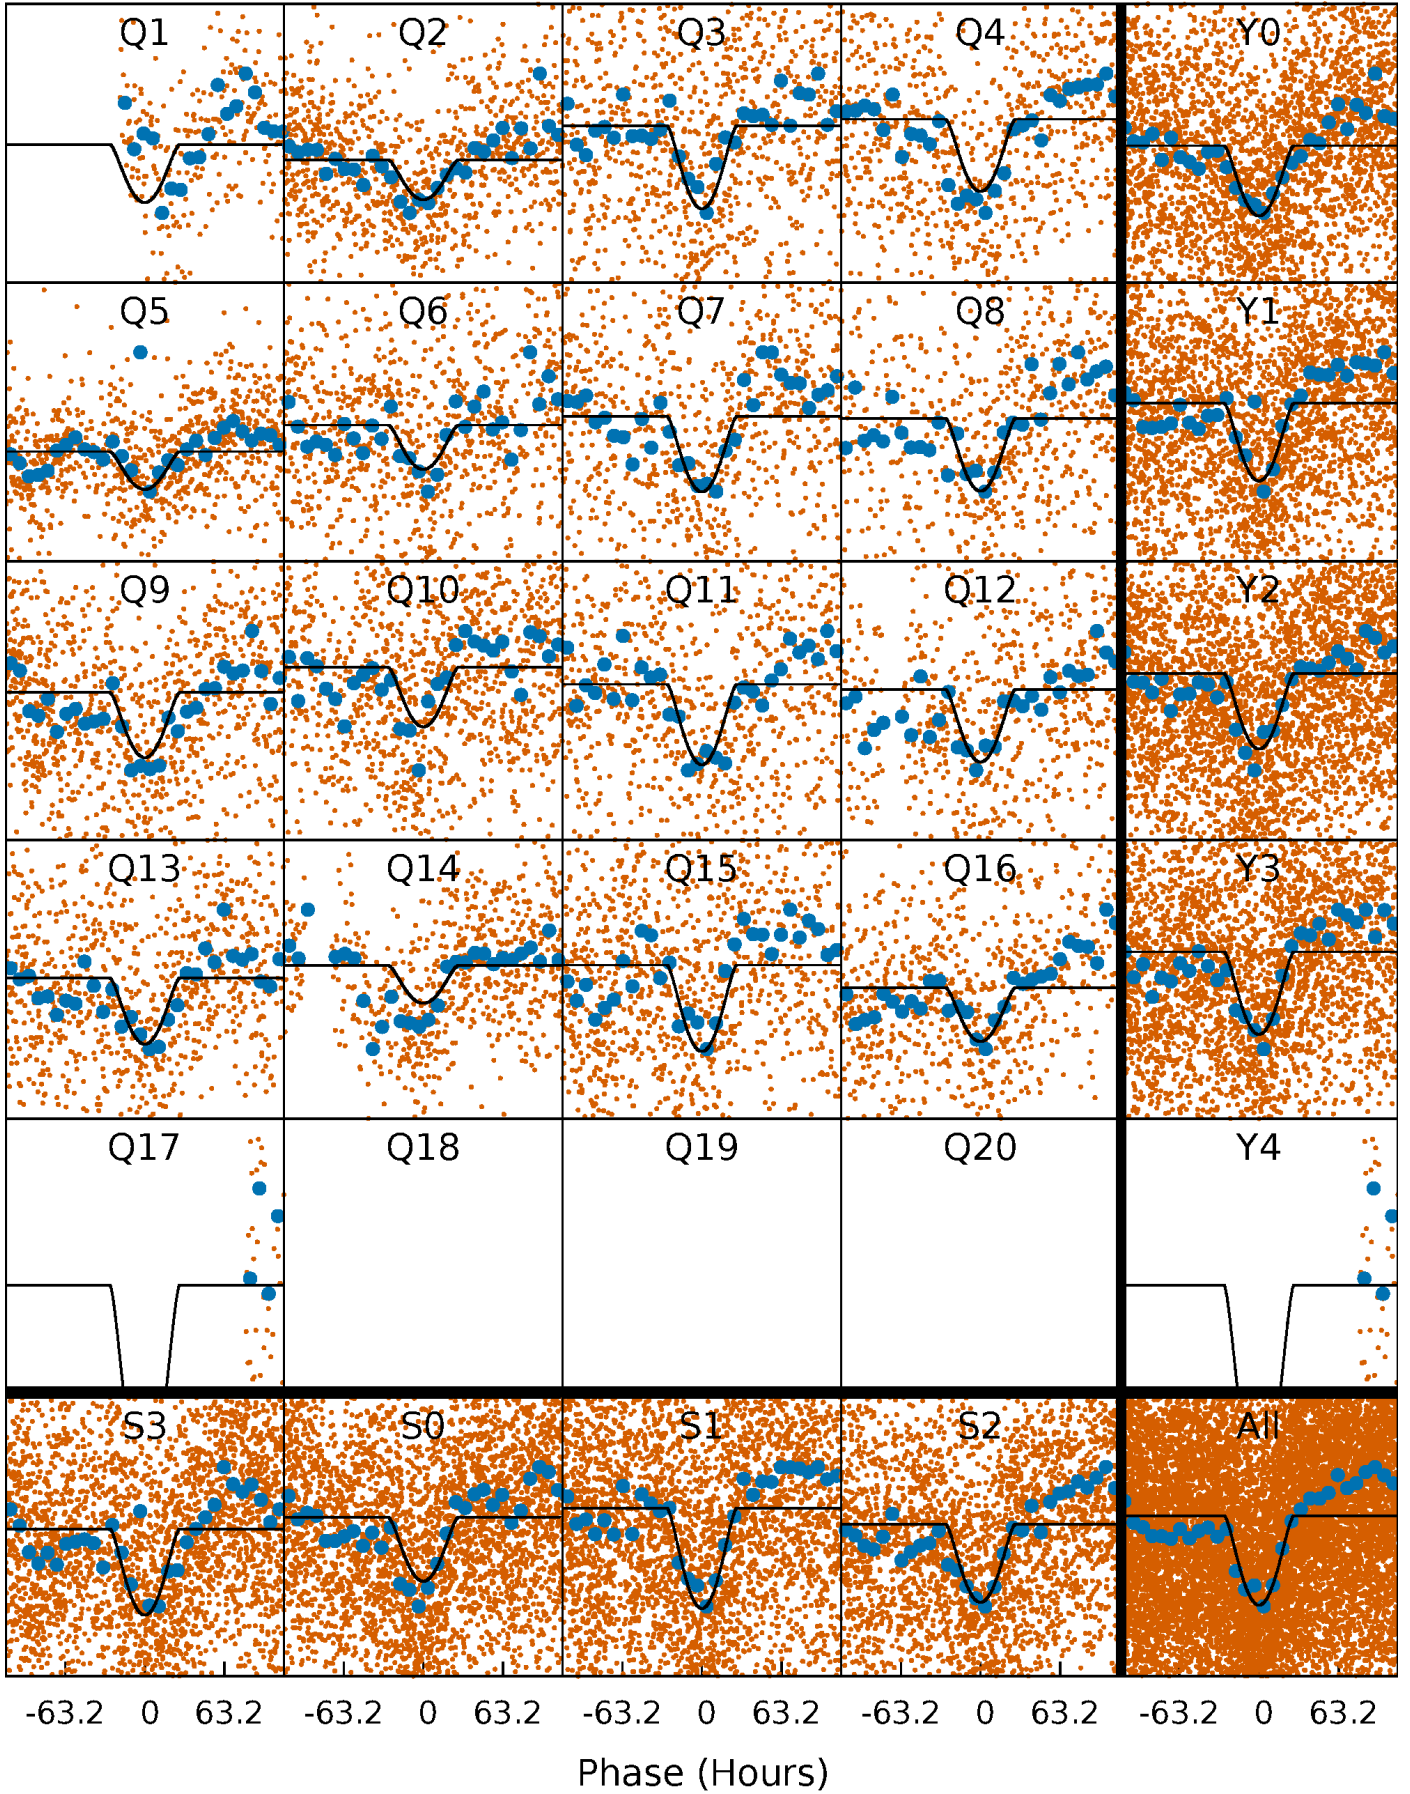 Q1 Q2 Q3 Q4 Y0
Q5 Q6 Q7 Q8 Y1
Q9 Q10 Q11 Q12 Y2
Q13 Q14 Q15 Q16 Y3
Q17 Q18 Q19 Q20 Y4
S3 S0 S1 S2 All
-63.2 0 63.2 -63.2 0 63.2 -63.2 0 63.2 -63.2 0 63.2 -63.2 0 63.2
Phase (Hours)